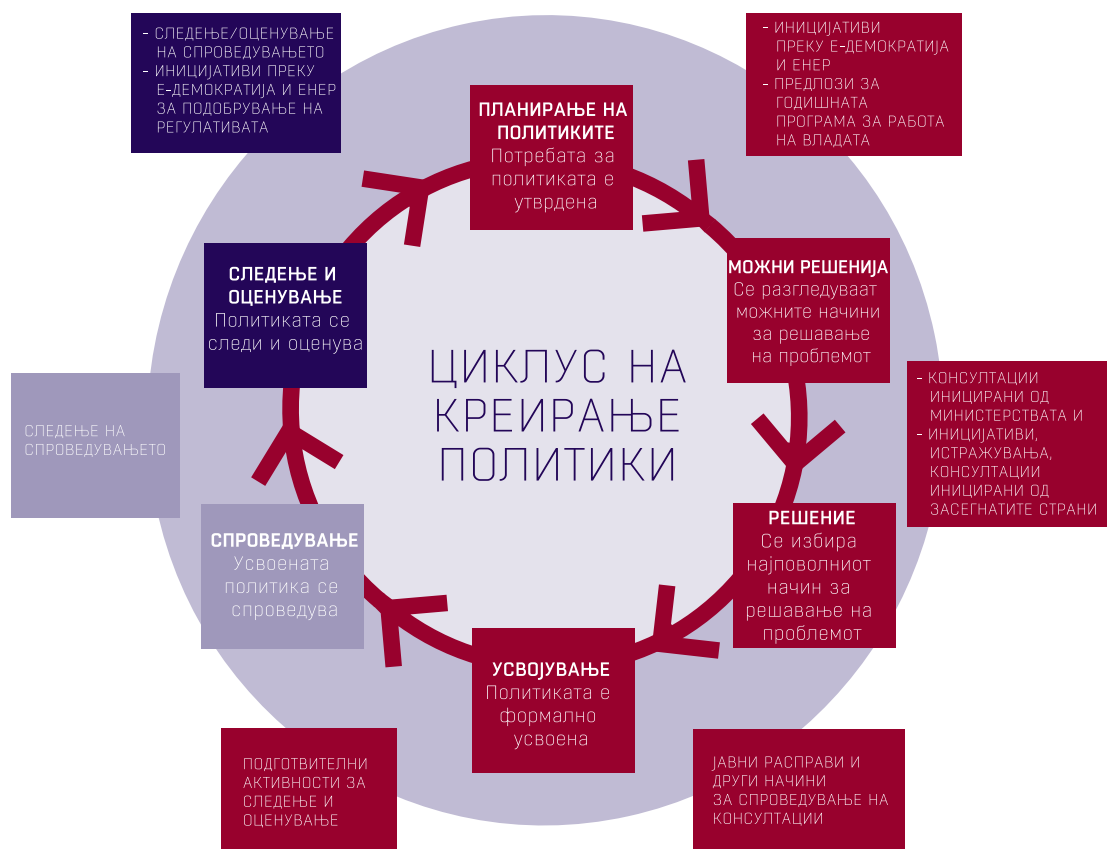 - СЛЕДЕЊЕ/ОЦЕНУВАЊЕ
НА СПРОВЕДУВАЊЕТО
- ИНИЦИЈАТИВИ ПРЕКУ
Е-ДЕМОКРАТИЈА И ЕНЕР
ЗА ПОДОБРУВАЊЕ НА
РЕГУЛАТИВАТА
- ИНИЦИЈАТИВИ
ПРЕКУ Е-ДЕМОКРАТИЈА
И ЕНЕР
- ПРЕДЛОЗИ ЗА
ГОДИШНАТА
ПРОГРАМА ЗА РАБОТА
НА ВЛАДАТА
ПЛАНИРАЊЕ НА
ПОЛИТИКИТЕ
Потребата за
политиката е
утврдена
МОЖНИ РЕШЕНИЈА
Се разгледуваат
можните начини
за решавање
на проблемот
СЛЕДЕЊЕ И
ОЦЕНУВАЊЕ
Политиката се
следи и оценува
ЦИКЛУС НА
КРЕИРАЊЕ
ПОЛИТИКИ
- КОНСУЛТАЦИИ
ИНИЦИРАНИ ОД
МИНИСТЕРСТВАТА И
- ИНИЦИЈАТИВИ,
ИСТРАЖУВАЊА,
КОНСУЛТАЦИИ
ИНИЦИРАНИ ОД
ЗАСЕГНАТИТЕ СТРАНИ
СЛЕДЕЊЕ НА
СПРОВЕДУВАЊЕТО
РЕШЕНИЕ
Се избира
најповолниот
начин за
решавање на
проблемот
СПРОВЕДУВАЊЕ
Усвоената
политика се
спроведува
УСВОЈУВАЊЕ
Политиката е
формално
усвоена
ПОДГОТВИТЕЛНИ
АКТИВНОСТИ ЗА
СЛЕДЕЊЕ И
ОЦЕНУВАЊЕ
ЈАВНИ РАСПРАВИ И
ДРУГИ НАЧИНИ
ЗА СПРОВЕДУВАЊЕ НА
КОНСУЛТАЦИИ